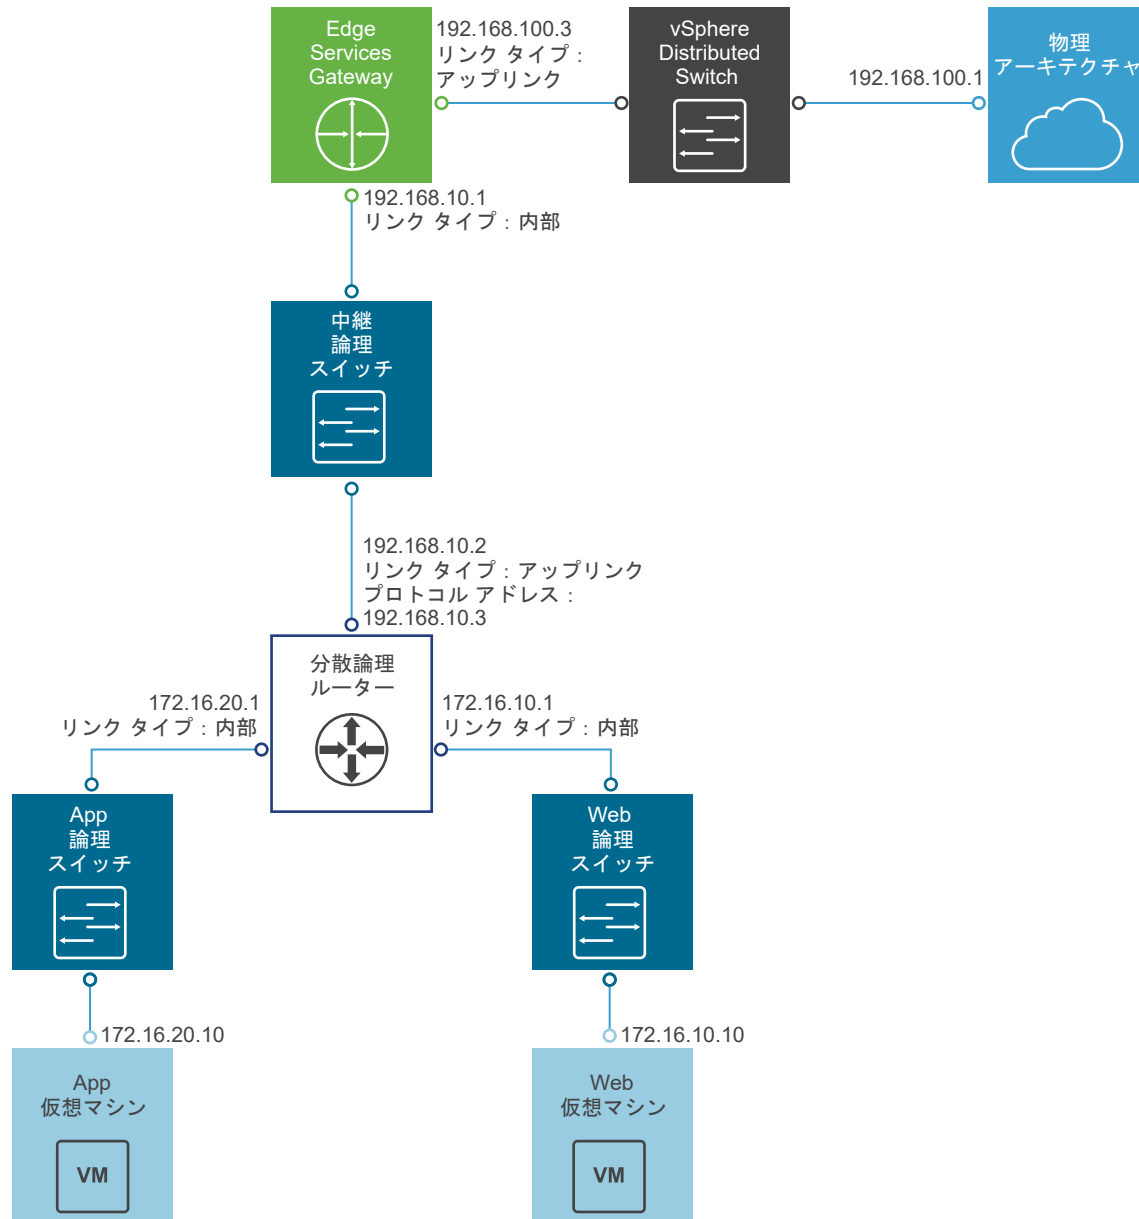 Edge
Services
Gateway
192.168.100.3
リンク タイプ：
アップリンク
vSphere
Distributed
Switch
192.168.100.1
物理
アーキテクチャ
192.168.10.1
リンク タイプ：内部
中継
論理
スイッチ
192.168.10.2
リンク タイプ：アップリンク
プロトコル アドレス：
192.168.10.3
分散論理
ルーター
172.16.20.1
リンク タイプ：内部
172.16.10.1
リンク タイプ：内部
App
論理
スイッチ
Web
論理
スイッチ
172.16.20.10
172.16.10.10
App
仮想マシン
VM
Web
仮想マシン
VM